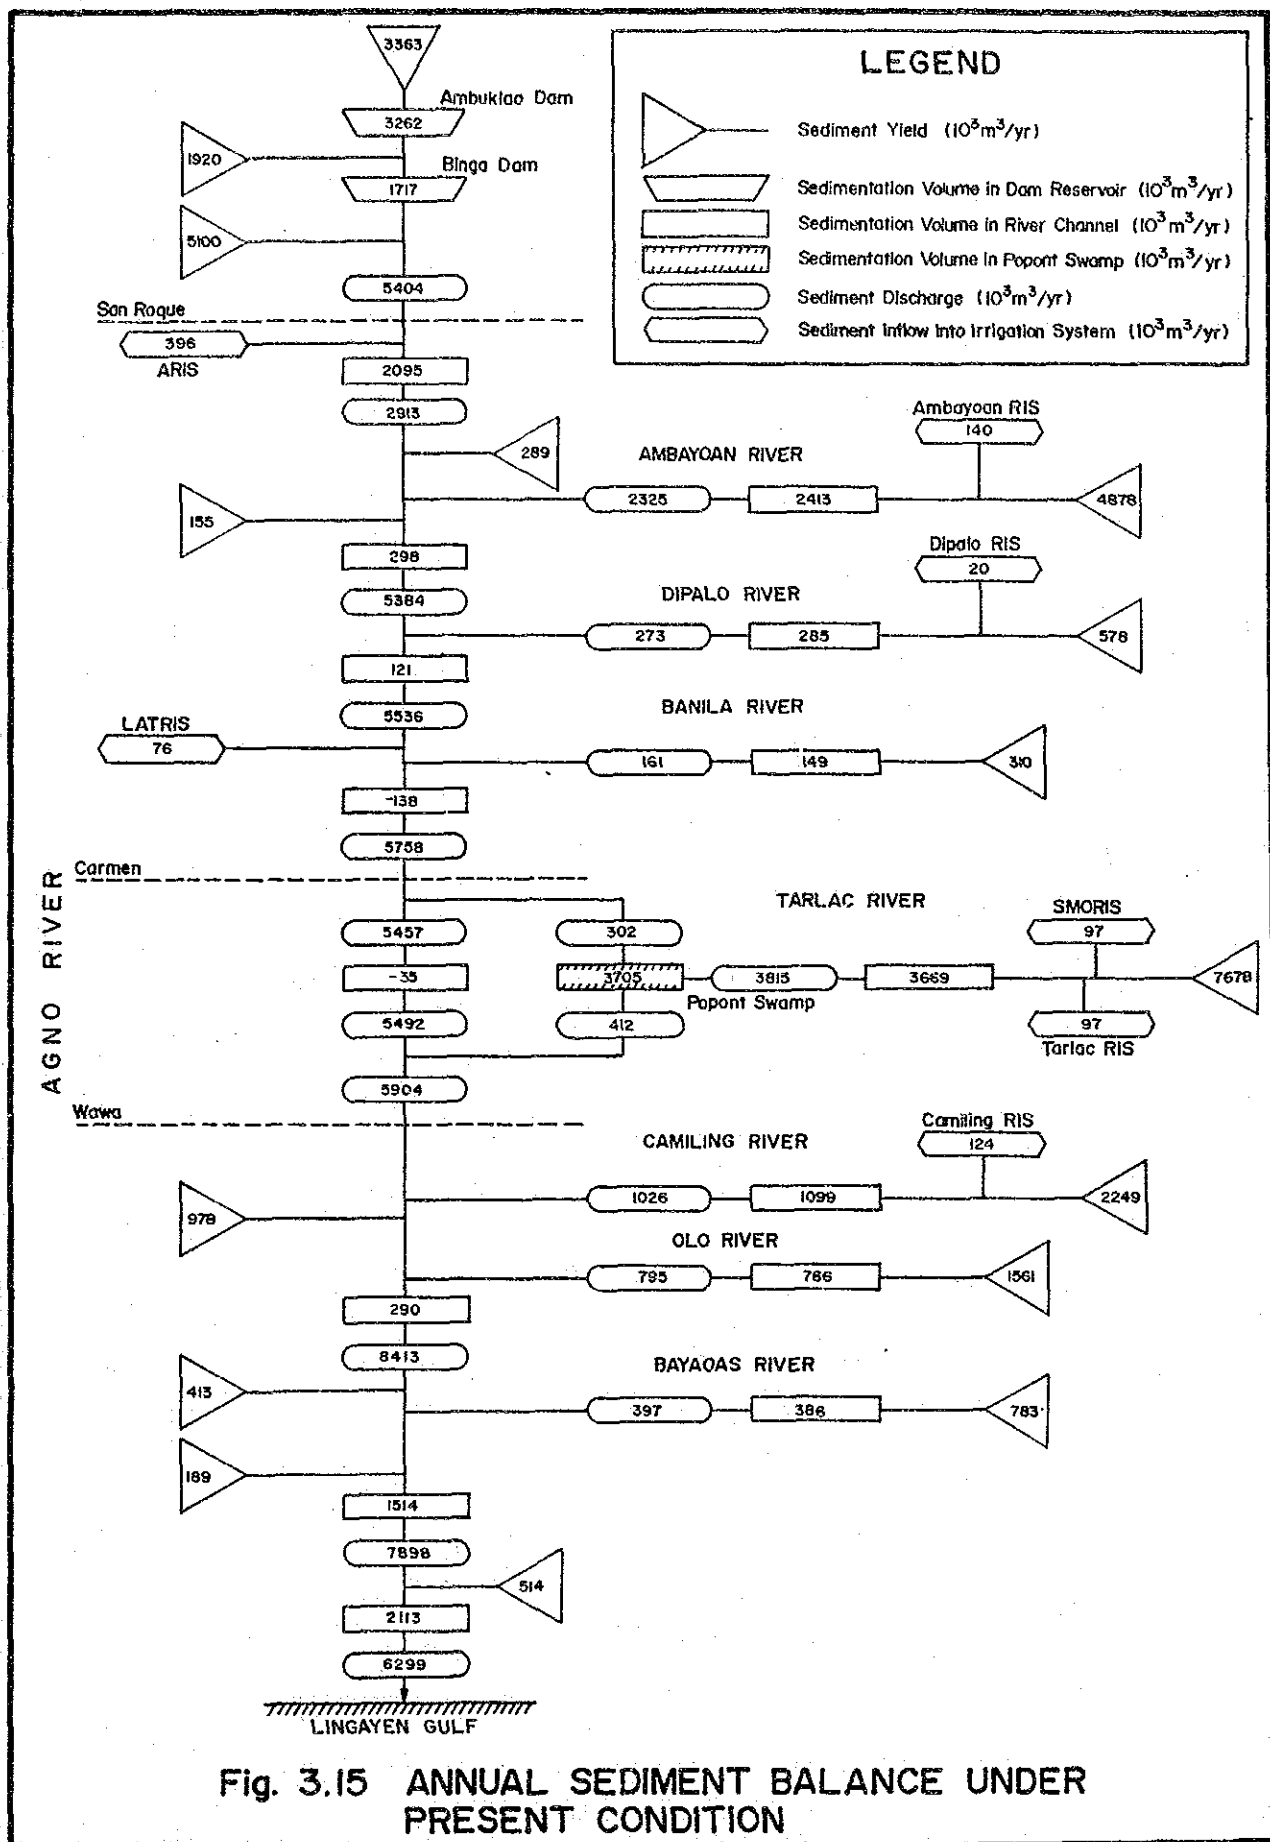 3363
Ambuklao Dam
3262
1920
Binga Dam
1717
5100
5404
San Roque
396
ARIS
2095
2913
289
155
AMBAYOAN RIVER
Ambayoan RIS
140
2325
2413
4878
298
5384
DIPALO RIVER
Dipalo RIS
20
273
285
578
121
5536
LATRIS
76
BANILA RIVER
161
149
310
-138
5758
Carmen
AGNO RIVER
TARLAC RIVER
SMORIS
97
5457
302
-35
3705
3815
3669
7678
Popont Swamp
5492
412
97
Tarlac RIS
5904
Wawa
CAMILING RIVER
Camiling RIS
124
978
1026
1099
2249
OLO RIVER
795
766
1561
290
8413
413
BAYAOAS RIVER
397
386
783
189
1514
7898
514
2113
6299
LINGAYEN GULF
LEGEND
Sediment Yield (10³m³/yr)
Sedimentation Volume in Dam Reservoir (10³m³/yr)
Sedimentation Volume in River Channel (10³m³/yr)
Sedimentation Volume in Popont Swamp (10³m³/yr)
Sediment Discharge (10³m³/yr)
Sediment Inflow Into Irrigation System (10³m³/yr)
Fig. 3.15 ANNUAL SEDIMENT BALANCE UNDER
PRESENT CONDITION